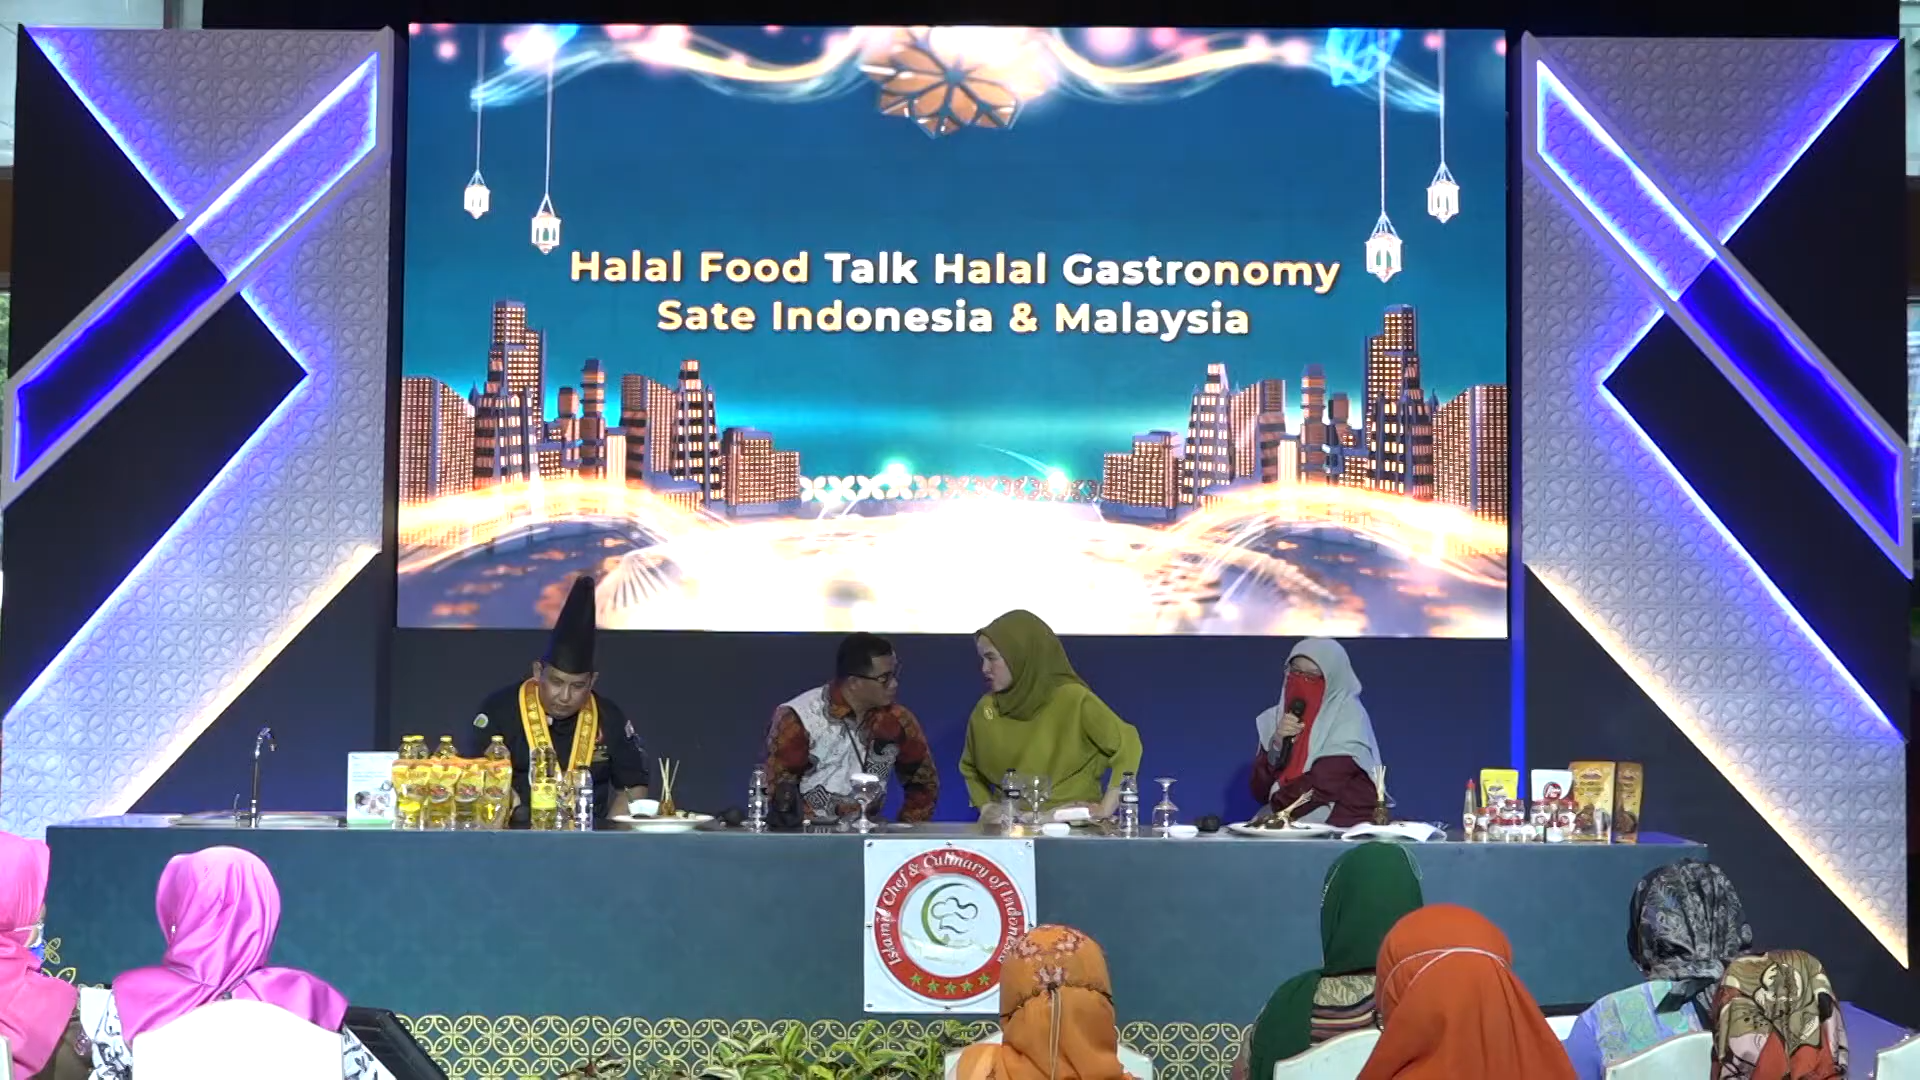 Halal Food Talk Halal Gastronomy
Sate Indonesia & Malaysia
Islamic Chef & Culinary of Indonesia